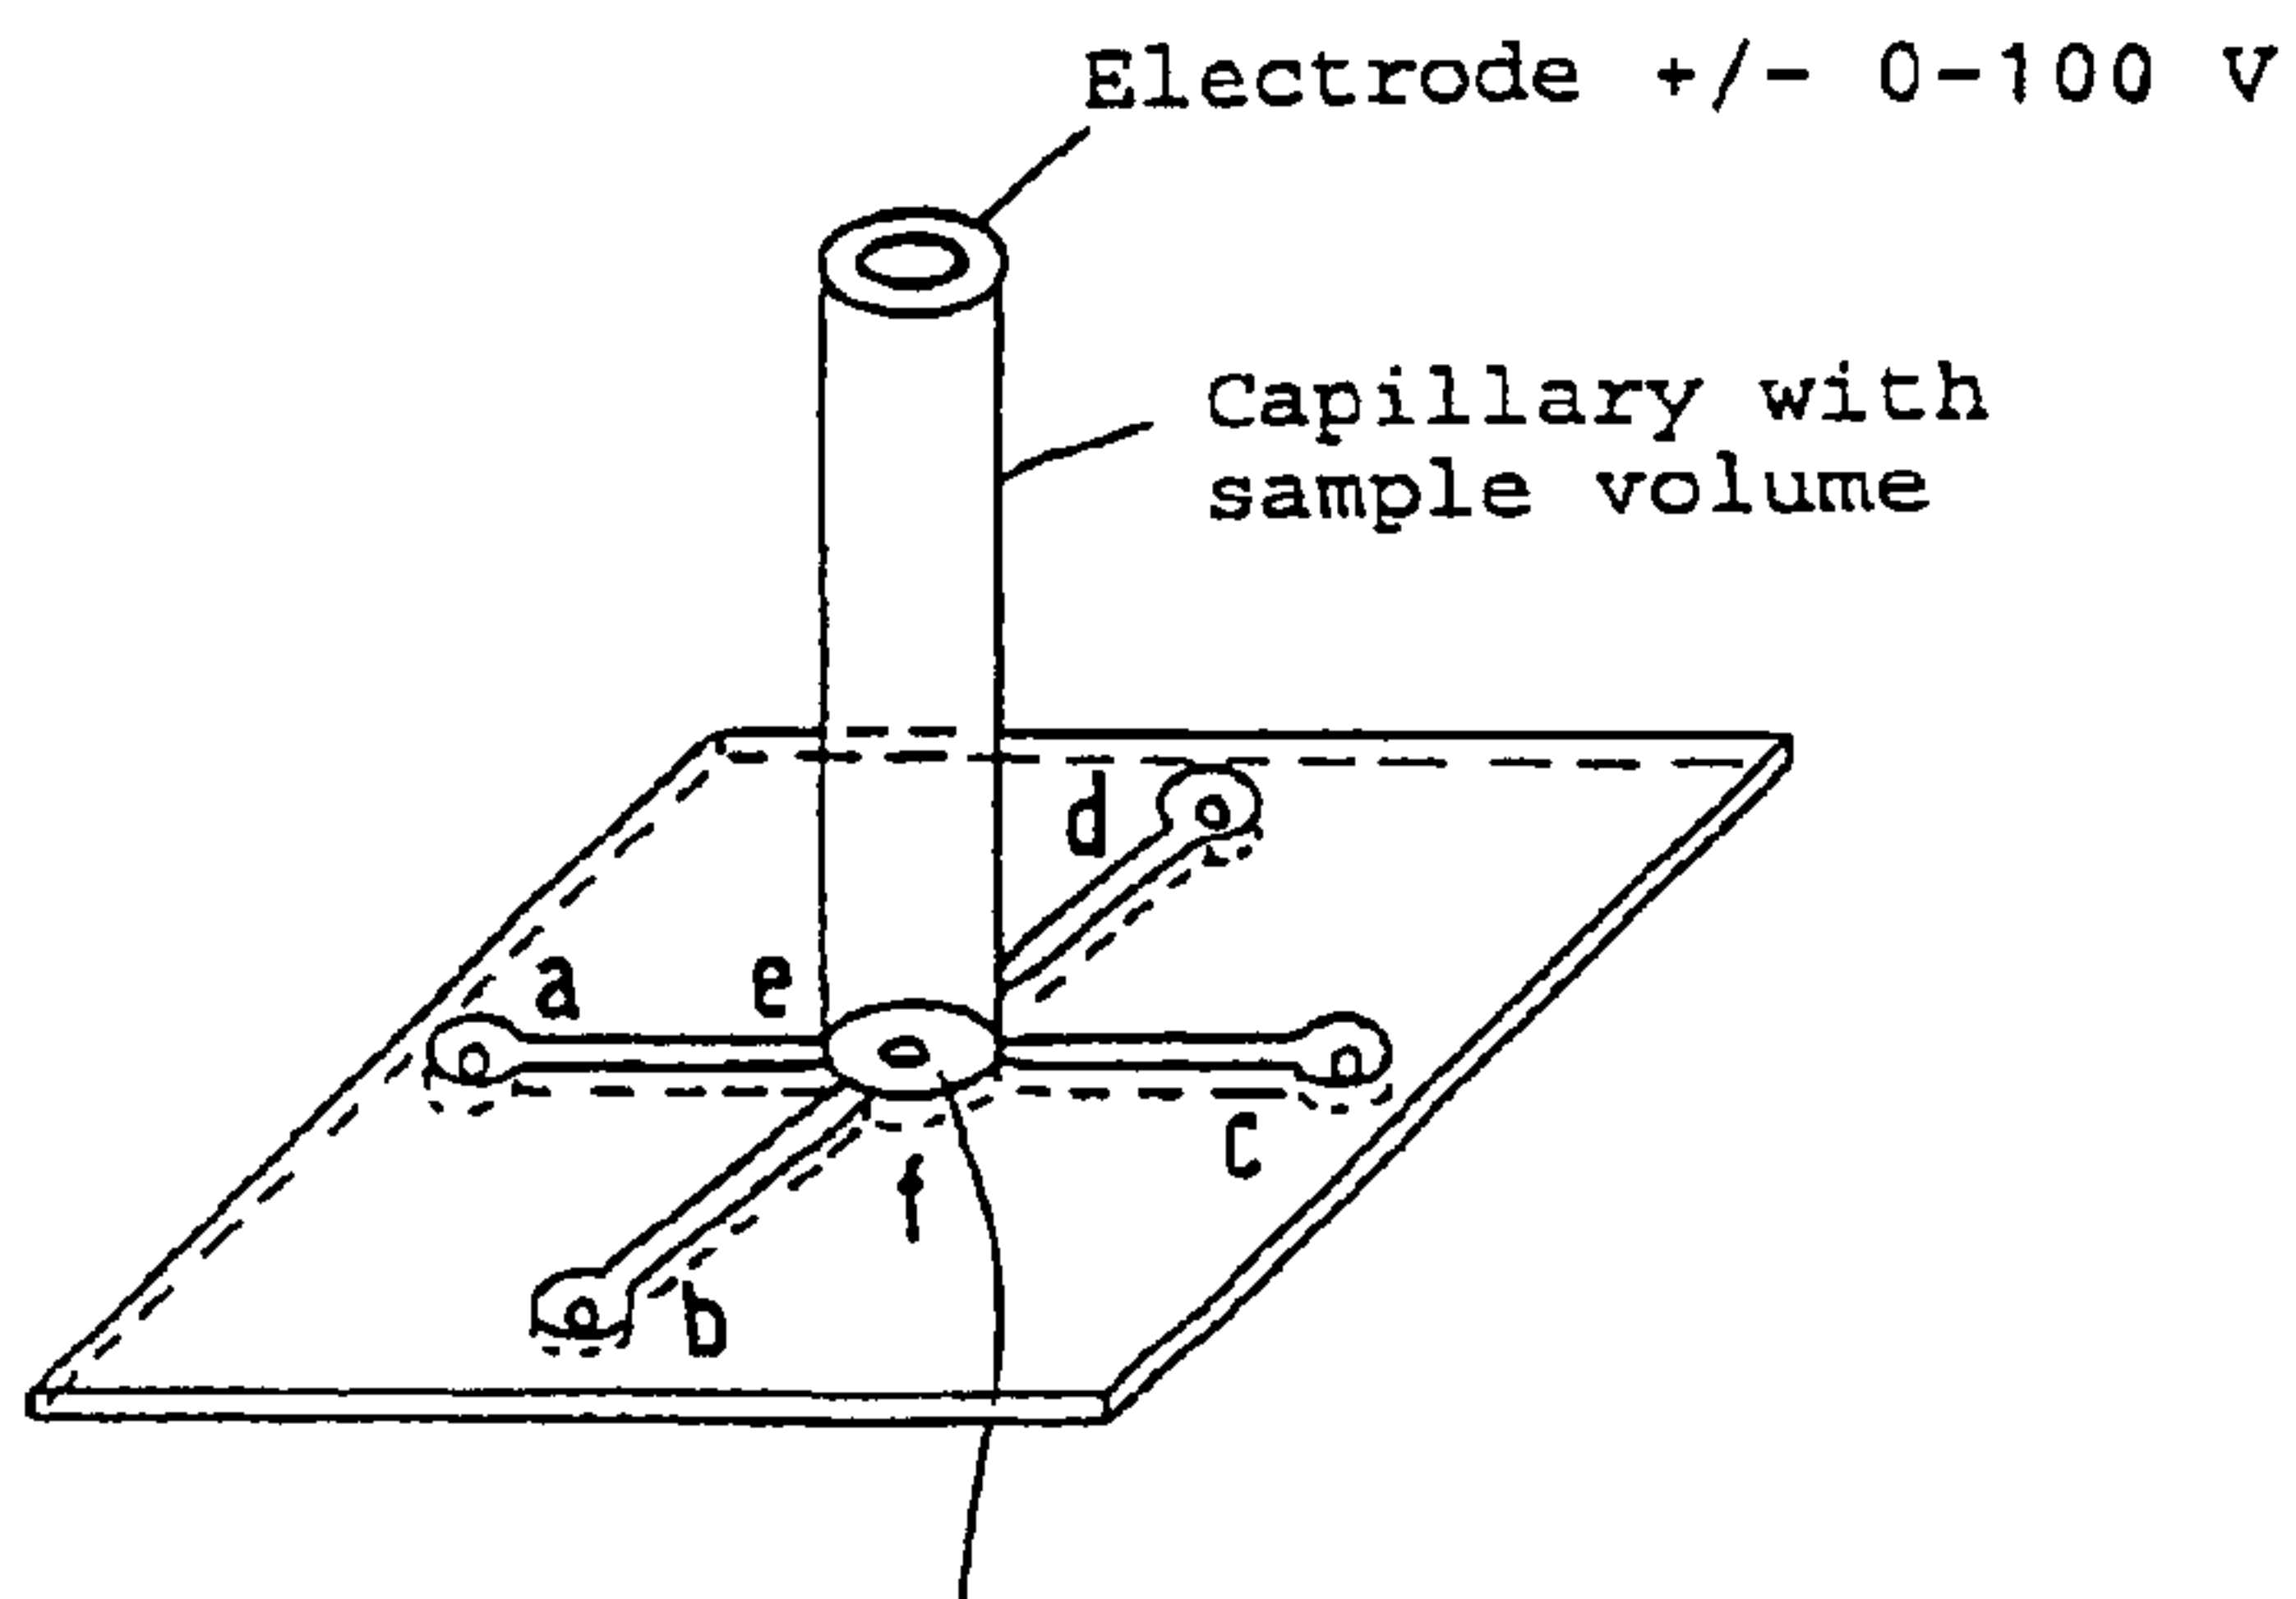 Electrode +/- 0-100 V
Capillary with
sample volume
d
a
e
c
b